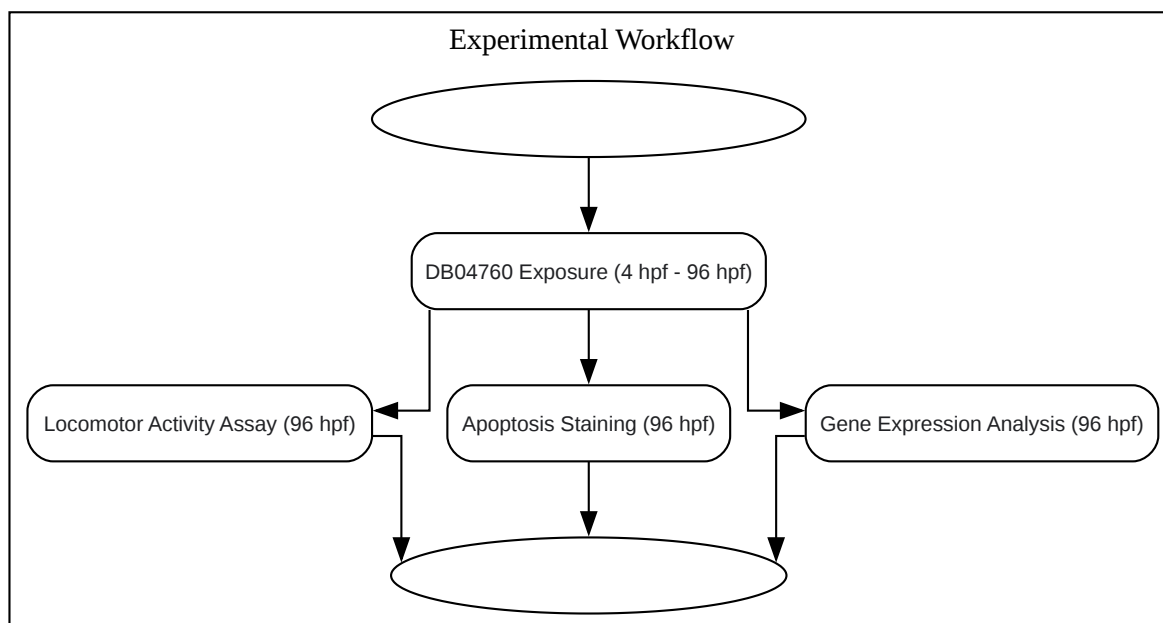 Experimental Workflow
DB04760 Exposure (4 hpf - 96 hpf)
Locomotor Activity Assay (96 hpf)
Apoptosis Staining (96 hpf)
Gene Expression Analysis (96 hpf)